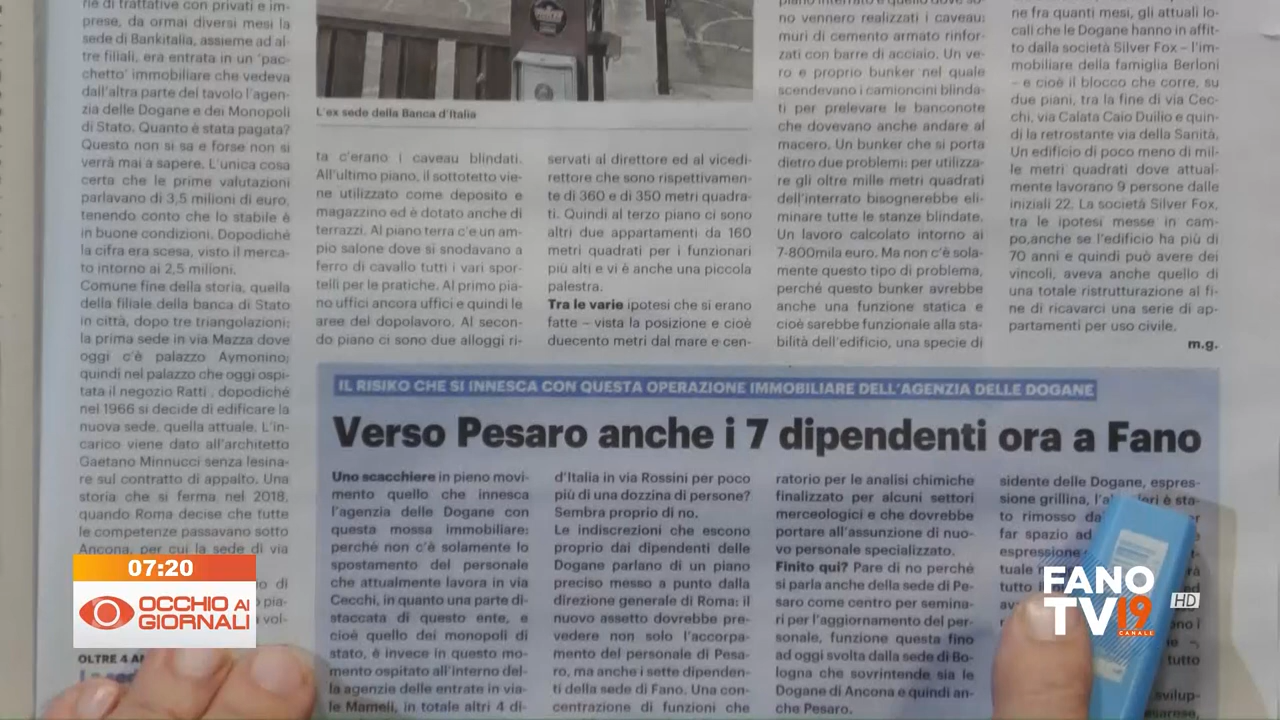 rie di trattative con privati e im-
prese, da ormai diversi mesi la
sede di Bankitalia, assieme ad al-
tre filiali, era entrata in un 'pac-
chetto' immobiliare che vedeva
dall'altra parte del tavolo l'agen-
zia delle Dogane e dei Monopoli
di Stato. Quanto è stata pagata?
Questo non si sa e forse non si
verrà mai a sapere. L'unica cosa
certa che le prime valutazioni
parlavano di 3,5 milioni di euro,
tenendo conto che lo stabile è
in buone condizioni. Dopodiché
la cifra era scesa, visto il merca-
to intorno ai 2,5 milioni.
Comune fine della storia, quella
della filiale della banca di Stato
in città, dopo tre triangolazioni:
la prima sede in via Mazza dove
oggi c'è palazzo Aymonino;
quindi nel palazzo che oggi ospi-
tata il negozio Ratti , dopodiché
nel 1966 si decide di edificare la
nuova sede, quella attuale. L'in-
carico viene dato all'architetto
Gaetano Minnucci senza lesina-
re sul contratto di appalto. Una
storia che si ferma nel 2018,
quando Roma decise che tutte
le competenze passavano sotto
Ancona, per cui la sede di via
io di
pia-
vol-
OLTRE 4
L'ex sede della Banca d'Italia
ta c'erano i caveau blindati.
All'ultimo piano, il sottotetto vie-
ne utilizzato come deposito e
magazzino ed è dotato anche di
terrazzi. Al piano terra c'e un am-
pio salone dove si snodavano a
ferro di cavallo tutti i vari spor-
telli per le pratiche. Al primo pia-
no uffici ancora uffici e quindi le
aree del dopolavoro. Al secon-
do piano ci sono due alloggi ri-
servati al direttore ed al vicedi-
rettore che sono rispettivamen-
te di 360 e di 350 metri quadra-
ti. Quindi al terzo piano ci sono
altri due appartamenti da 160
metri quadrati per i funzionari
più alti e vi è anche una piccola
palestra.
Tra le varie ipotesi che si erano
fatte – vista la posizione e cioè
duecento metri dal mare e cen-
piano interrato e quello dove so-
no vennero realizzati i caveau:
muri di cemento armato rinfor-
zati con barre di acciaio. Un ve-
ro e proprio bunker nel quale
scendevano i camioncini blinda-
ti per prelevare le banconote
che dovevano anche andare al
macero. Un bunker che si porta
dietro due problemi: per utilizza-
re gli oltre mille metri quadrati
dell'interrato bisognerebbe eli-
minare tutte le stanze blindate.
Un lavoro calcolato intorno ai
7-800mila euro. Ma non c'è sola-
mente questo tipo di problema,
perché questo bunker avrebbe
anche una funzione statica e
cioè sarebbe funzionale alla sta-
bilità dell'edificio, una specie di
ne fra quanti mesi, gli attuali lo-
cali che le Dogane hanno in affit-
to dalla società Silver Fox – l'im-
mobiliare della famiglia Berloni
– e cioè il blocco che corre, su
due piani, tra la fine di via Cec-
chi, via Calata Caio Duilio e quin-
di la retrostante via della Sanità.
Un edificio di poco meno di mil-
le metri quadrati dove attual-
mente lavorano 9 persone dalle
iniziali 22. La società Silver Fox,
tra le ipotesi messe in cam-
po,anche se l'edificio ha più di
70 anni e quindi può avere dei
vincoli, aveva anche quello di
una totale ristrutturazione al fi-
ne di ricavarci una serie di ap-
partamenti per uso civile.
m.g.
IL RISIKO CHE SI INNESCA CON QUESTA OPERAZIONE IMMOBILIARE DELL'AGENZIA DELLE DOGANE
Verso Pesaro anche i 7 dipendenti ora a Fano
Uno scacchiere in pieno movi-
mento quello che innesca
l'agenzia delle Dogane con
questa mossa immobiliare:
perché non c'è solamente lo
spostamento del personale
che attualmente lavora in via
Cecchi, in quanto una parte di-
staccata di questo ente, e
cioé quello dei monopoli di
stato, è invece in questo mo-
mento ospitato all'interno del-
la agenzie delle entrate in via-
le Mameli, in totale altri 4 di-
d'Italia in via Rossini per poco
più di una dozzina di persone?
Sembra proprio di no.
Le indiscrezioni che escono
proprio dai dipendenti delle
Dogane parlano di un piano
preciso messo a punto dalla
direzione generale di Roma: il
nuovo assetto dovrebbe pre-
vedere non solo l'accorpa-
mento del personale di Pesa-
ro, ma anche i sette dipenden-
ti della sede di Fano. Una con-
centrazione di funzioni che
ratorio per le analisi chimiche
finalizzato per alcuni settori
merceologici e che dovrebbe
portare all'assunzione di nuo-
vo personale specializzato.
Finito qui? Pare di no perché
si parla anche della sede di Pe-
saro come centro per semina-
ri per l'aggiornamento del per-
sonale, funzione questa fino
ad oggi svolta dalla sede di Bo-
logna che sovrintende sia le
Dogane di Ancona e quindi an-
che Pesaro.
sidente delle Dogane, espres-
sione grillina, è sta-
to rimosso
far spazio ad
espressione
tuale
tutto
tutto
svilup-
esarese,
07:20
OCCHIO AI
GIORNALI
FANO
TV 19
CANALE
HD